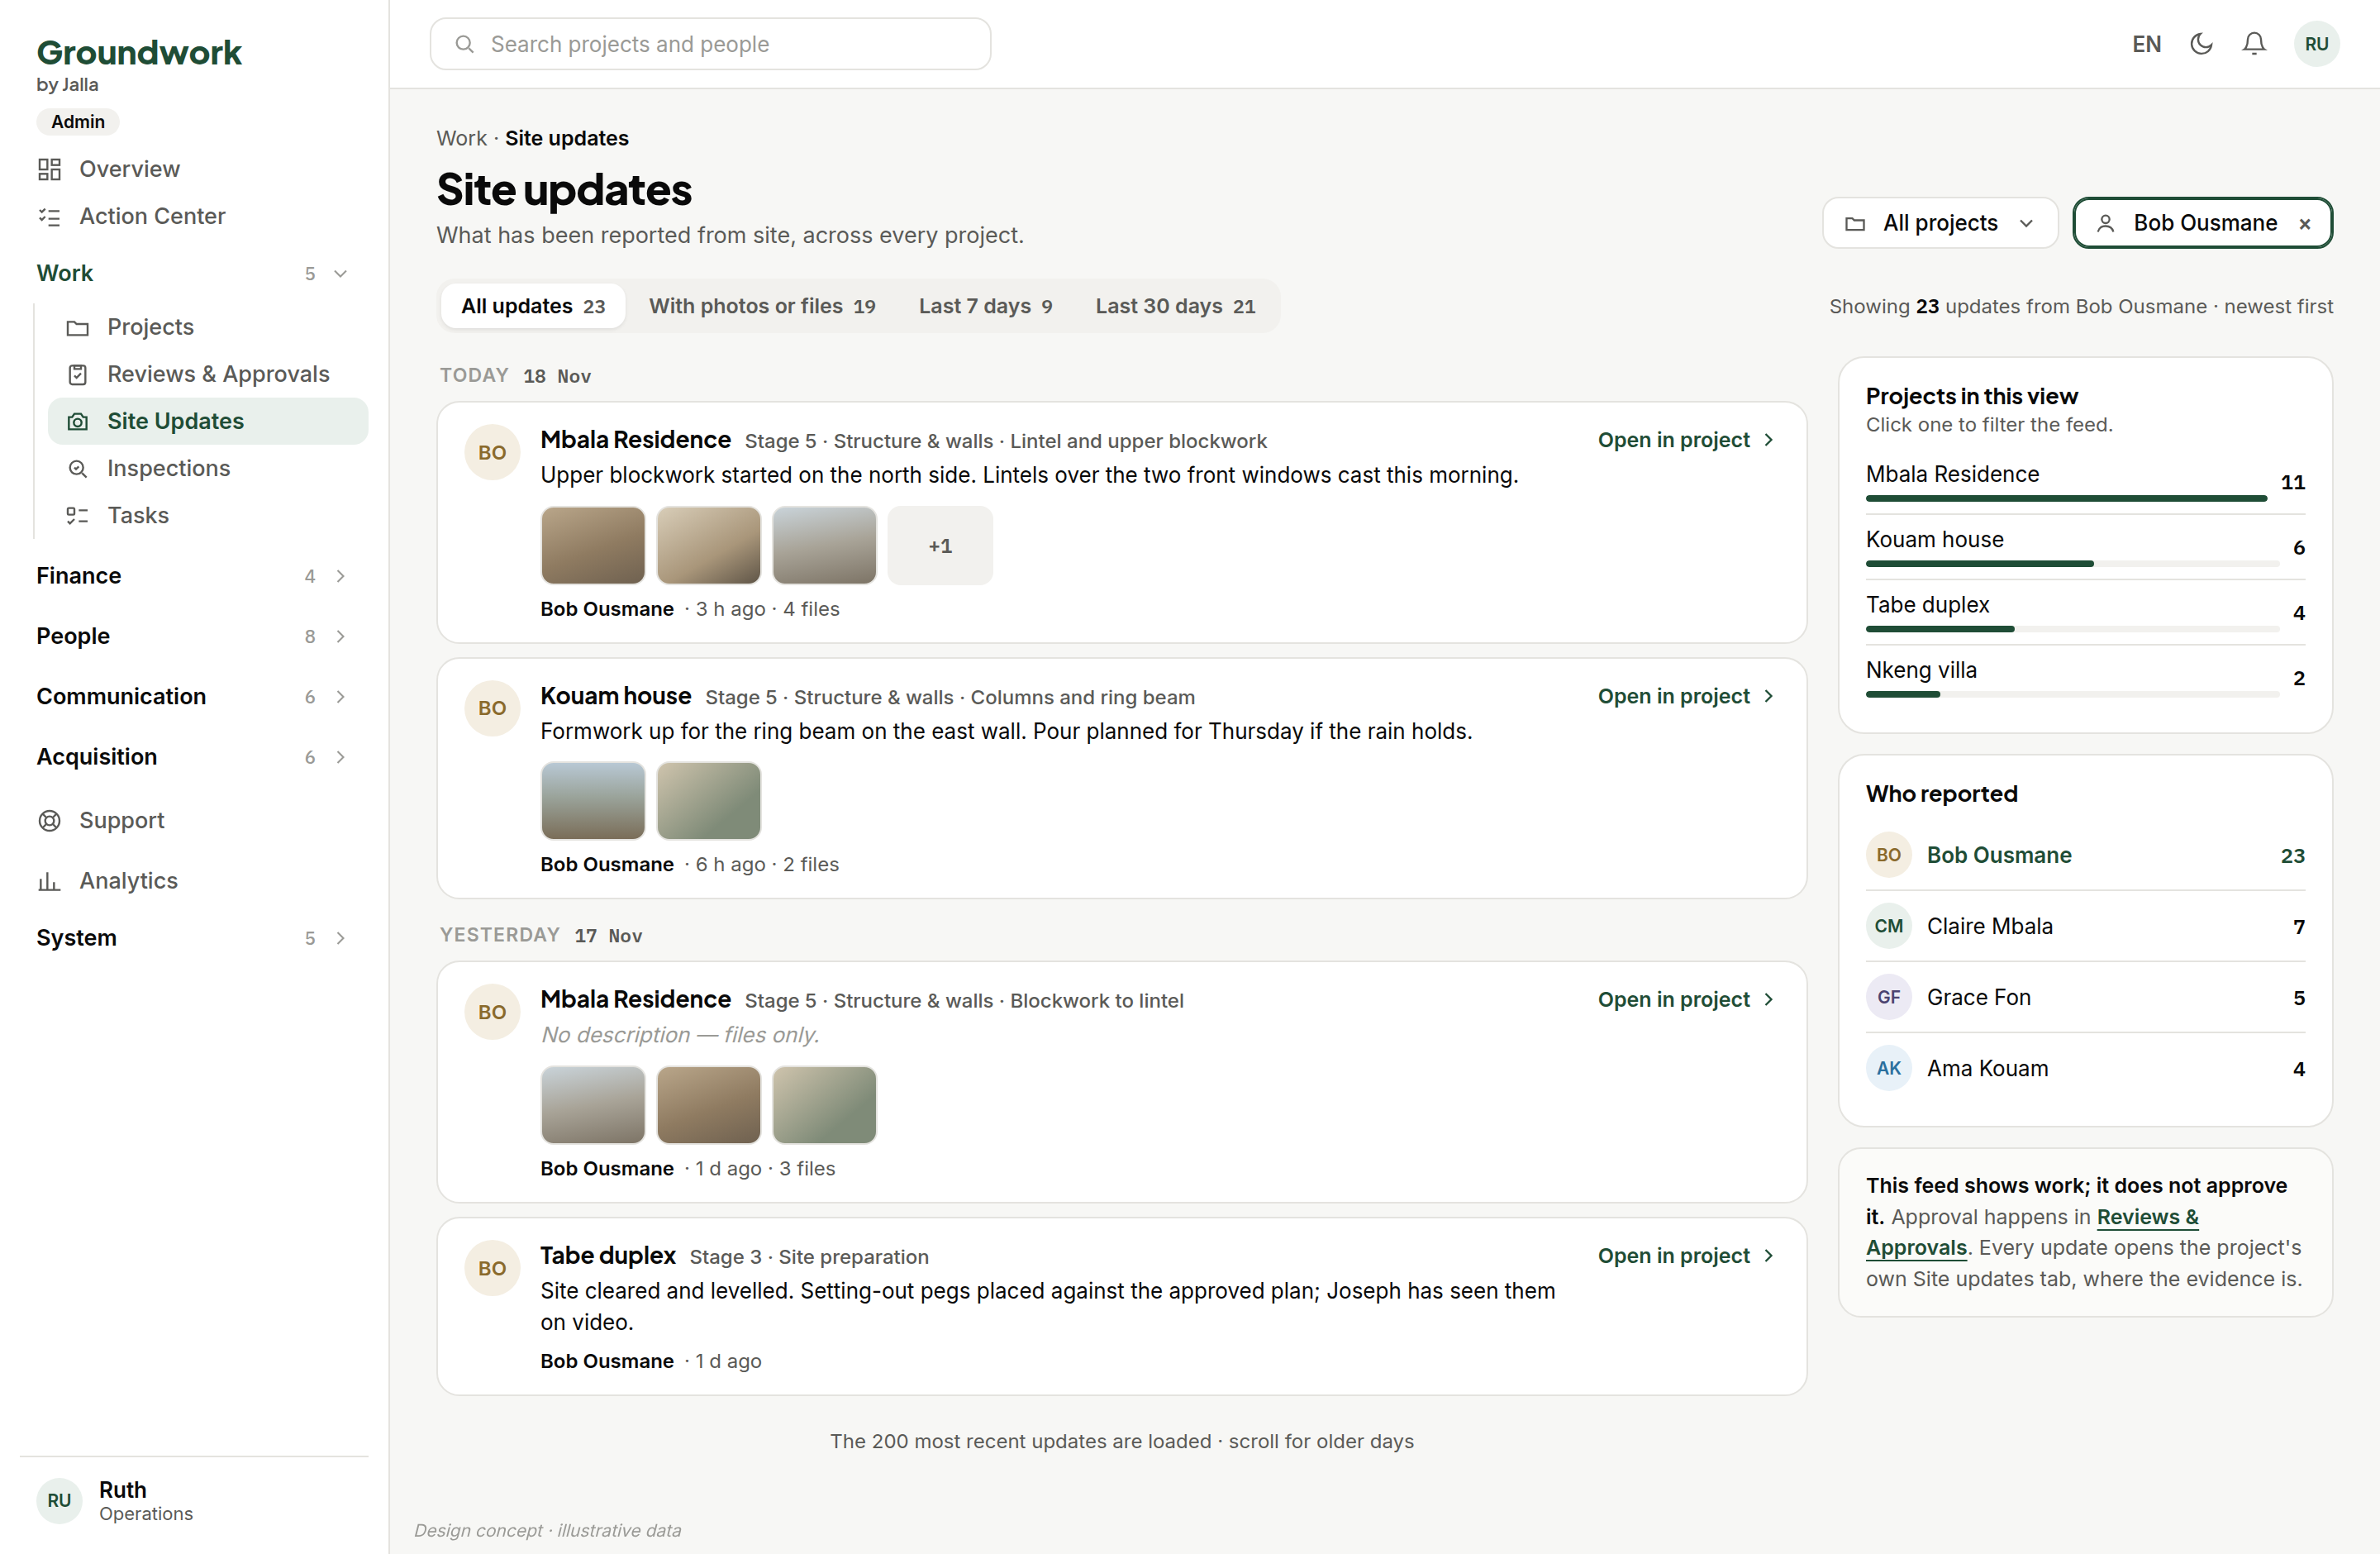 Groundwork
by Jalla
Admin
Overview
Action Center
Work 5
Projects
Reviews & Approvals
Site Updates
Inspections
Tasks
Finance 4
People 8
Communication 6
Acquisition 6
Support
Analytics
System 5
RU
Ruth
Operations
Search projects and people
EN
RU
Work · Site updates
Site updates
What has been reported from site, across every project.
All projects
Bob Ousmane ×
All updates 23 With photos or files 19 Last 7 days 9 Last 30 days 21
Showing 23 updates from Bob Ousmane · newest first
TODAY 18 Nov
BO
Mbala Residence Stage 5 · Structure & walls · Lintel and upper blockwork
Open in project
Upper blockwork started on the north side. Lintels over the two front windows cast this morning.
+1
Bob Ousmane · 3 h ago · 4 files
BO
Kouam house Stage 5 · Structure & walls · Columns and ring beam
Open in project
Formwork up for the ring beam on the east wall. Pour planned for Thursday if the rain holds.
Bob Ousmane · 6 h ago · 2 files
YESTERDAY 17 Nov
BO
Mbala Residence Stage 5 · Structure & walls · Blockwork to lintel
Open in project
No description — files only.
Bob Ousmane · 1 d ago · 3 files
BO
Tabe duplex Stage 3 · Site preparation
Open in project
Site cleared and levelled. Setting-out pegs placed against the approved plan; Joseph has seen them
on video.
Bob Ousmane · 1 d ago
The 200 most recent updates are loaded · scroll for older days
Projects in this view
Click one to filter the feed.
Mbala Residence 11
Kouam house 6
Tabe duplex 4
Nkeng villa 2
Who reported
BO Bob Ousmane 23
CM Claire Mbala 7
GF Grace Fon 5
AK Ama Kouam 4
This feed shows work; it does not approve
it. Approval happens in Reviews &
Approvals. Every update opens the project's
own Site updates tab, where the evidence is.
Design concept · illustrative data